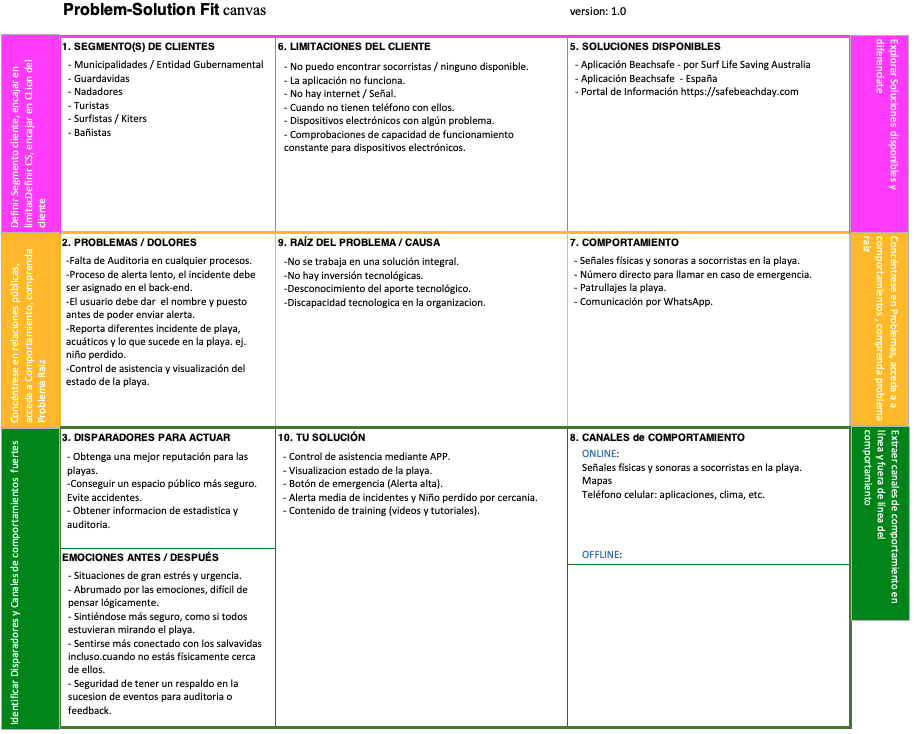 Problem-Solution Fit canvas
version: 1.0
Definir Segmento cliente, encajar en
limitacDefinir CS, encajar en CLion del
cliente
1. SEGMENTO(S) DE CLIENTES
- Municipalidades / Entidad Gubernamental
- Guardavidas
- Nadadores
- Turistas
- Surfistas / Kiters
- Bañistas
6. LIMITACIONES DEL CLIENTE
- No puedo encontrar socorristas / ninguno disponible.
- La aplicación no funciona.
- No hay internet / Señal.
- Cuando no tienen teléfono con ellos.
- Dispositivos electrónicos con algún problema.
- Comprobaciones de capacidad de funcionamiento
constante para dispositivos electrónicos.
5. SOLUCIONES DISPONIBLES
- Aplicación Beachsafe - por Surf Life Saving Australia
- Aplicación Beachsafe - España
- Portal de Información https://safebeachday.com
Explorar Soluciones disponibles y
diferenciate
Concéntrese en relaciones públicas,
acceda a Comportamiento, comprenda
Problema Raiz
2. PROBLEMAS / DOLORES
-Falta de Auditoria en cualquier procesos.
-Proceso de alerta lento, el incidente debe
ser asignado en el back-end.
-El usuario debe dar el nombre y puesto
antes de poder enviar alerta.
-Reporta diferentes incidente de playa,
acuáticos y lo que sucede en la playa. ej.
niño perdido.
-Control de asistencia y visualización del
estado de la playa.
9. RAÍZ DEL PROBLEMA / CAUSA
-No se trabaja en una solución integral.
-No hay inversión tecnológicas.
-Desconocimiento del aporte tecnológico.
-Discapacidad tecnologica en la organizacion.
7. COMPORTAMIENTO
- Señales físicas y sonoras a socorristas en la playa.
- Número directo para llamar en caso de emergencia.
- Patrullajes la playa.
- Comunicación por WhatsApp.
Concéntrese en Problemas, acceda a a
comportamientos , comprenda problema
raiz
Identificar Disparadores y Canales de comportamientos fuertes
3. DISPARADORES PARA ACTUAR
- Obtenga una mejor reputación para las
playas.
-Conseguir un espacio público más seguro.
Evite accidentes.
- Obtener informacion de estadistica y
auditoria.
EMOCIONES ANTES / DESPUÉS
- Situaciones de gran estrés y urgencia.
- Abrumado por las emociones, difícil de
pensar lógicamente.
- Sintiéndose más seguro, como si todos
estuvieran mirando el playa.
- Sentirse más conectado con los salvavidas
incluso.cuando no estás físicamente cerca
de ellos.
- Seguridad de tener un respaldo en la
sucesion de eventos para auditoria o
feedback.
10. TU SOLUCIÓN
- Control de asistencia mediante APP.
- Visualizacion estado de la playa.
- Botón de emergencia (Alerta alta).
- Alerta media de incidentes y Niño perdido por cercania.
- Contenido de training (videos y tutoriales).
8. CANALES de COMPORTAMIENTO
ONLINE:
Señales físicas y sonoras a socorristas en la playa.
Mapas
Teléfono celular: aplicaciones, clima, etc.
OFFLINE:
Extraer canales de comportamiento en
línea y fuera de línea del
comportamiento